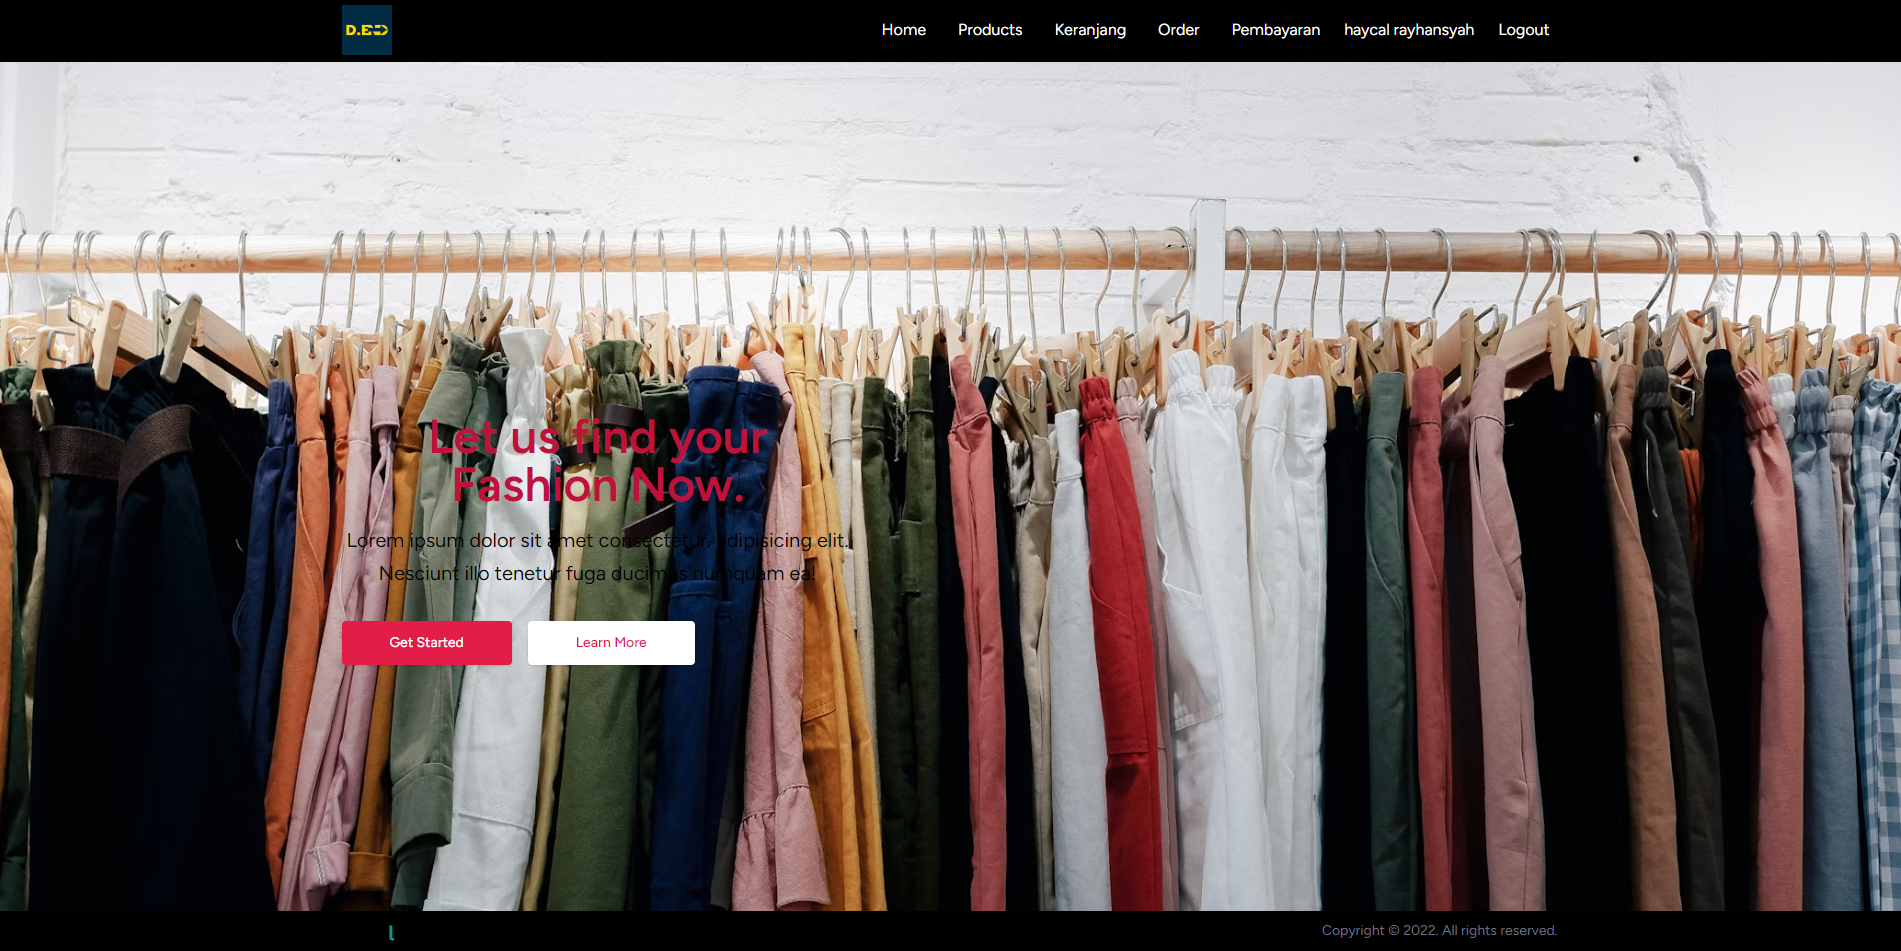 D.ED
Home Products Keranjang Order Pembayaran haycal rayhansyah Logout
Let us find your
Fashion Now.
Lorem ipsum dolor sit amet consectetur, adipisicing elit.
Nesciunt illo tenetur fuga ducimus numquam ea!
Get Started Learn More
l
Copyright © 2022. All rights reserved.